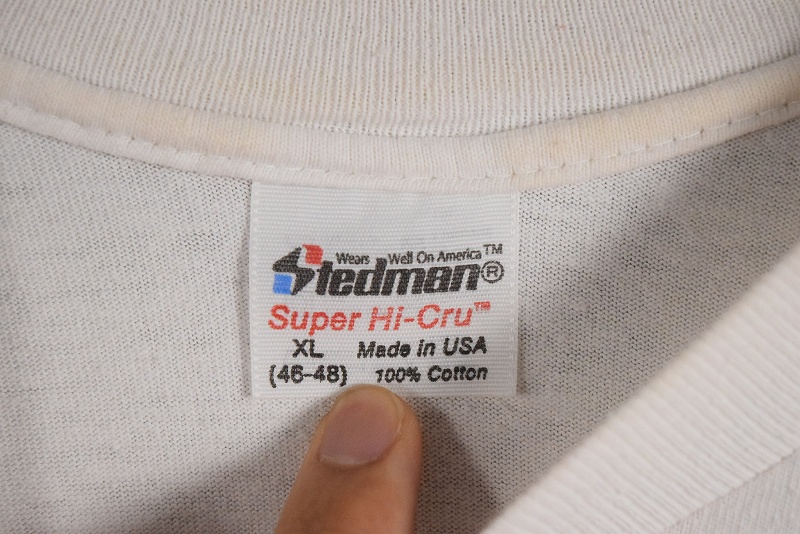 Wears Well On America™
Stedman®
Super Hi-Cru™
XL Made in USA
(46-48) 100% Cotton